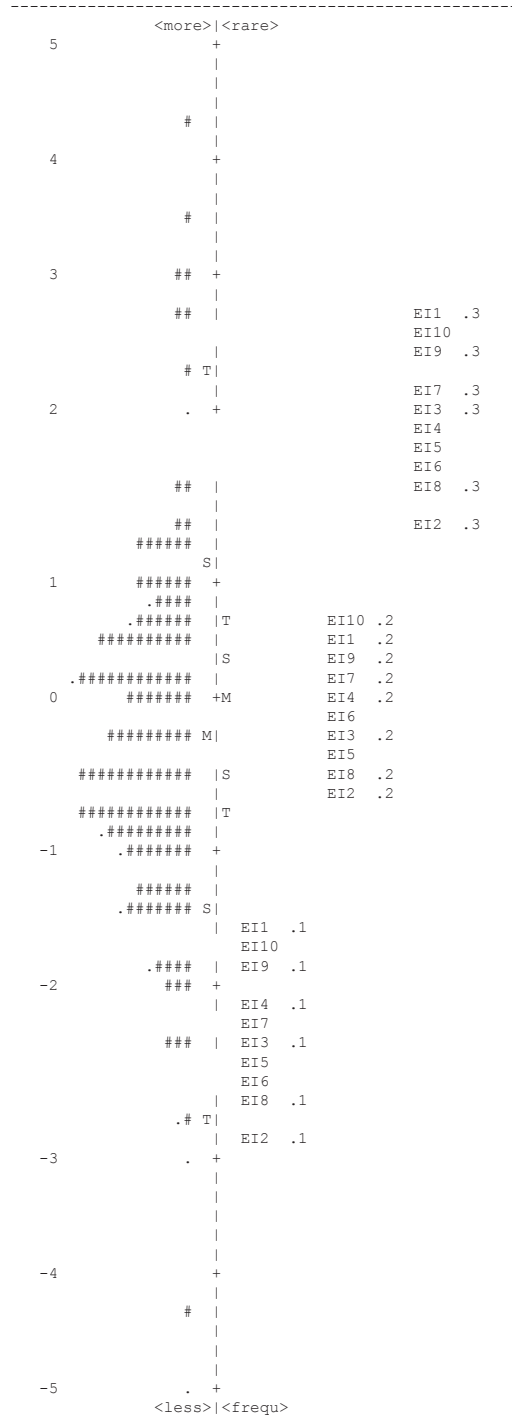 ------------------------------------------------------
            <more>|<rare>
  5               +
                  |
                  |
                  |
               #  |
                  |
  4               +
                  |
                  |
               #  |
                  |
                  |
  3           ##  +
                  |
              ##  |                    EI1  .3
                                       EI10
                  |                    EI9  .3
               # T|
                  |                    EI7  .3
  2            .  +                    EI3  .3
                                       EI4
                                       EI5
                                       EI6
              ##  |                    EI8  .3
                  |
              ##  |                    EI2  .3
          ######  |
                 S|
  1       ######  +
           .####  |
         .######  |T           EI10 .2
      ##########  |            EI1  .2
                  |S           EI9  .2
   .############  |            EI7  .2
  0      #######  +M           EI4  .2
                               EI6
       ######### M|            EI3  .2
                               EI5
    ############  |S           EI8  .2
                  |            EI2  .2
    ############  |T
      .#########  |
 -1     .#######  +
                  |
          ######  |
        .####### S|
                  |  EI1  .1
                     EI10
           .####  |  EI9  .1
 -2          ###  +
                  |  EI4  .1
                     EI7
             ###  |  EI3  .1
                     EI5
                     EI6
                  |  EI8  .1
              .# T|
                  |  EI2  .1
 -3            .  +
                  |
                  |
                  |
                  |
                  |
 -4               +
                  |
               #  |
                  |
                  |
                  |
 -5            .  +
            <less>|<frequ>